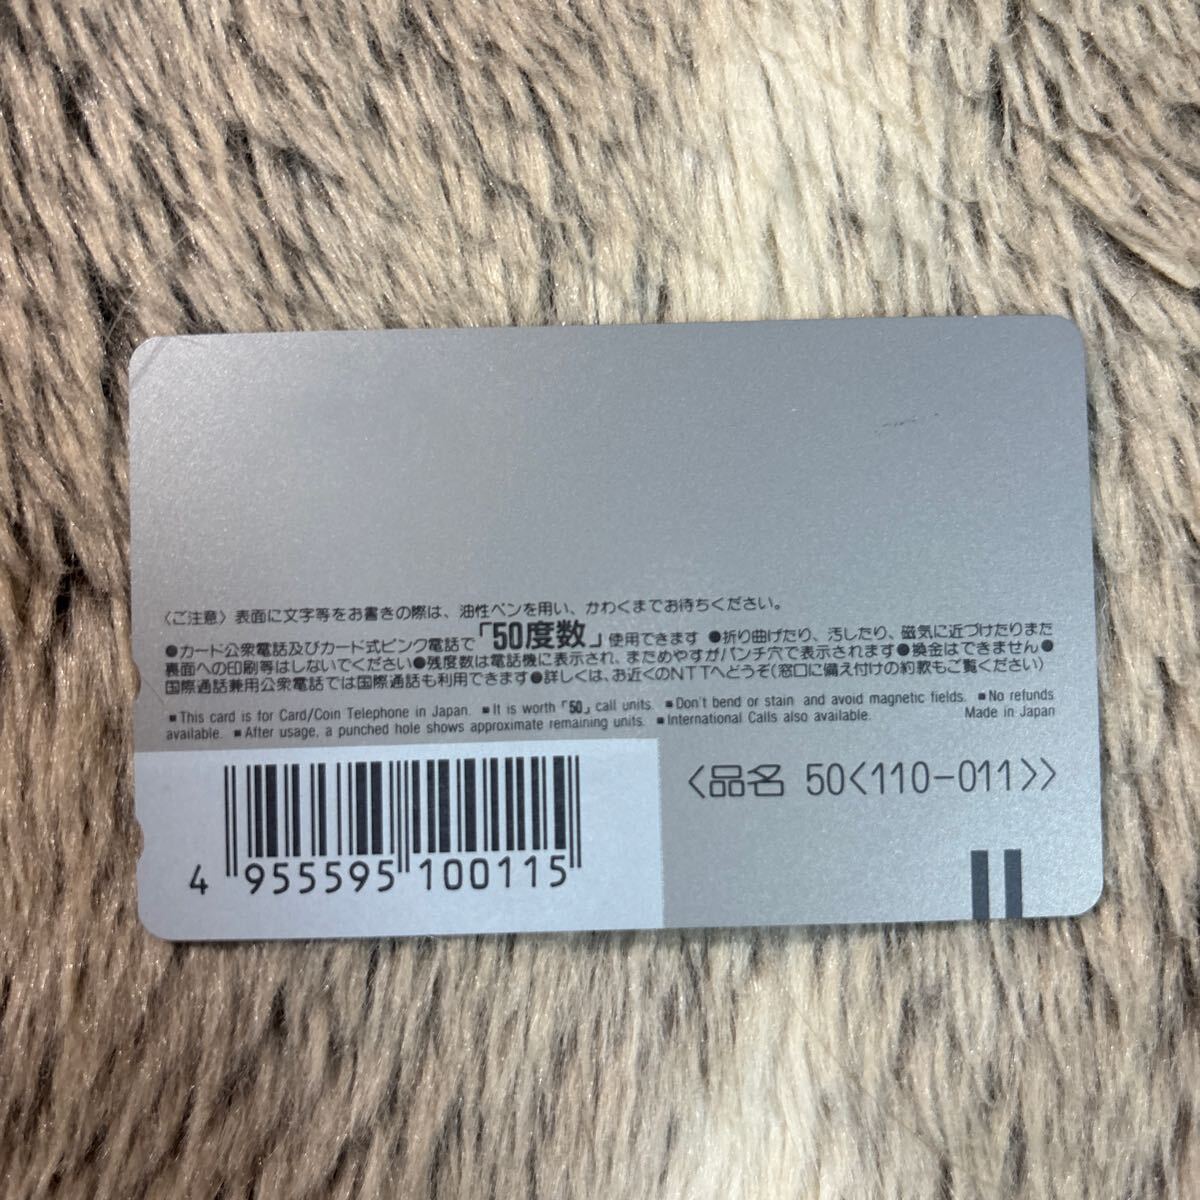 〈ご注意〉表面に文字等をお書きの際は、油性ペンを用い、かわくまでお待ちください。
●カード公衆電話及びカード式ピンク電話で「50度数」使用できます ●折り曲げたり、汚したり、磁気に近づけたりまた
裏面への印刷等はしないでください●残度数は電話機に表示され、まためやすがパンチ穴で表示されます●換金はできません●
国際通話兼用公衆電話では国際通話も利用できます●詳しくは、お近くのNTTへどうぞ(窓口に備え付けの約款もご覧ください)
■This card is for Card/Coin Telephone in Japan. ■It is worth「50」call units. ■Don't bend or stain and avoid magnetic fields. ■No refunds
available. ■After usage, a punched hole shows approximate remaining units. ■International Calls also available. Made in Japan
〈品名 50〈110-011〉〉
4 955595 100115